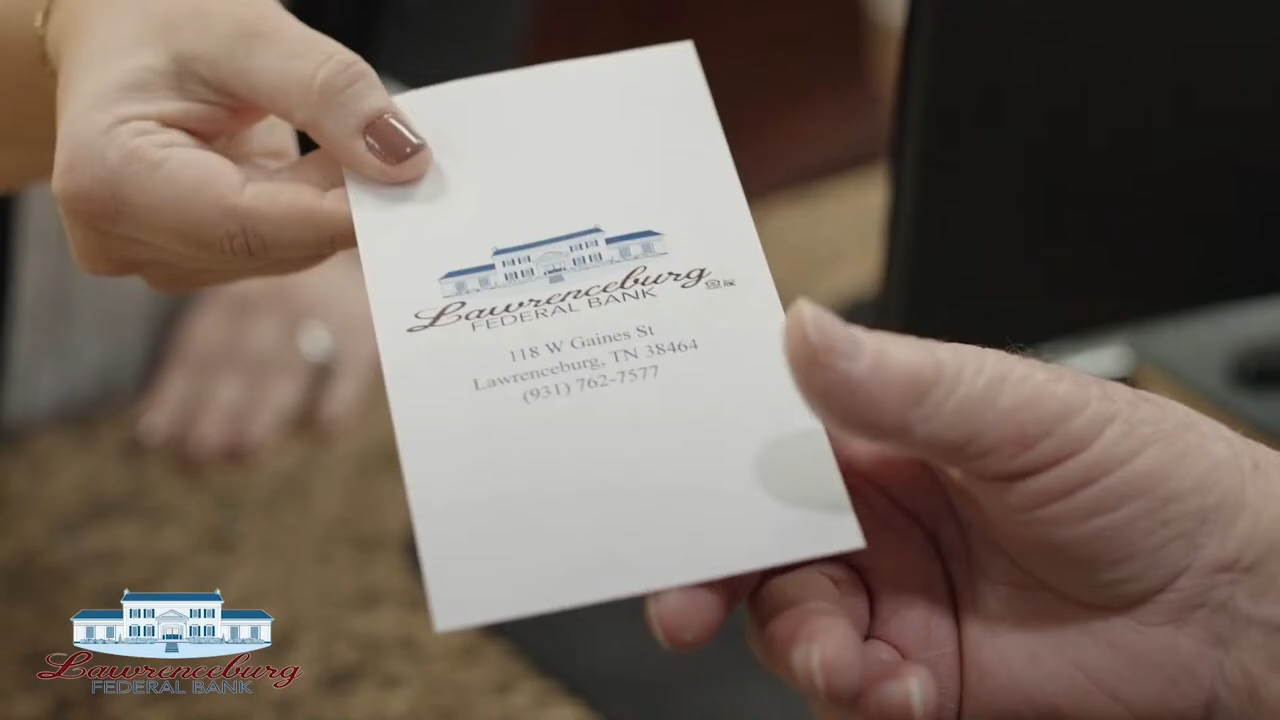 Lawrenceburg
FEDERAL BANK
118 W Gaines St
Lawrenceburg, TN 38464
(931) 762-7577
Lawrenceburg
FEDERAL BANK